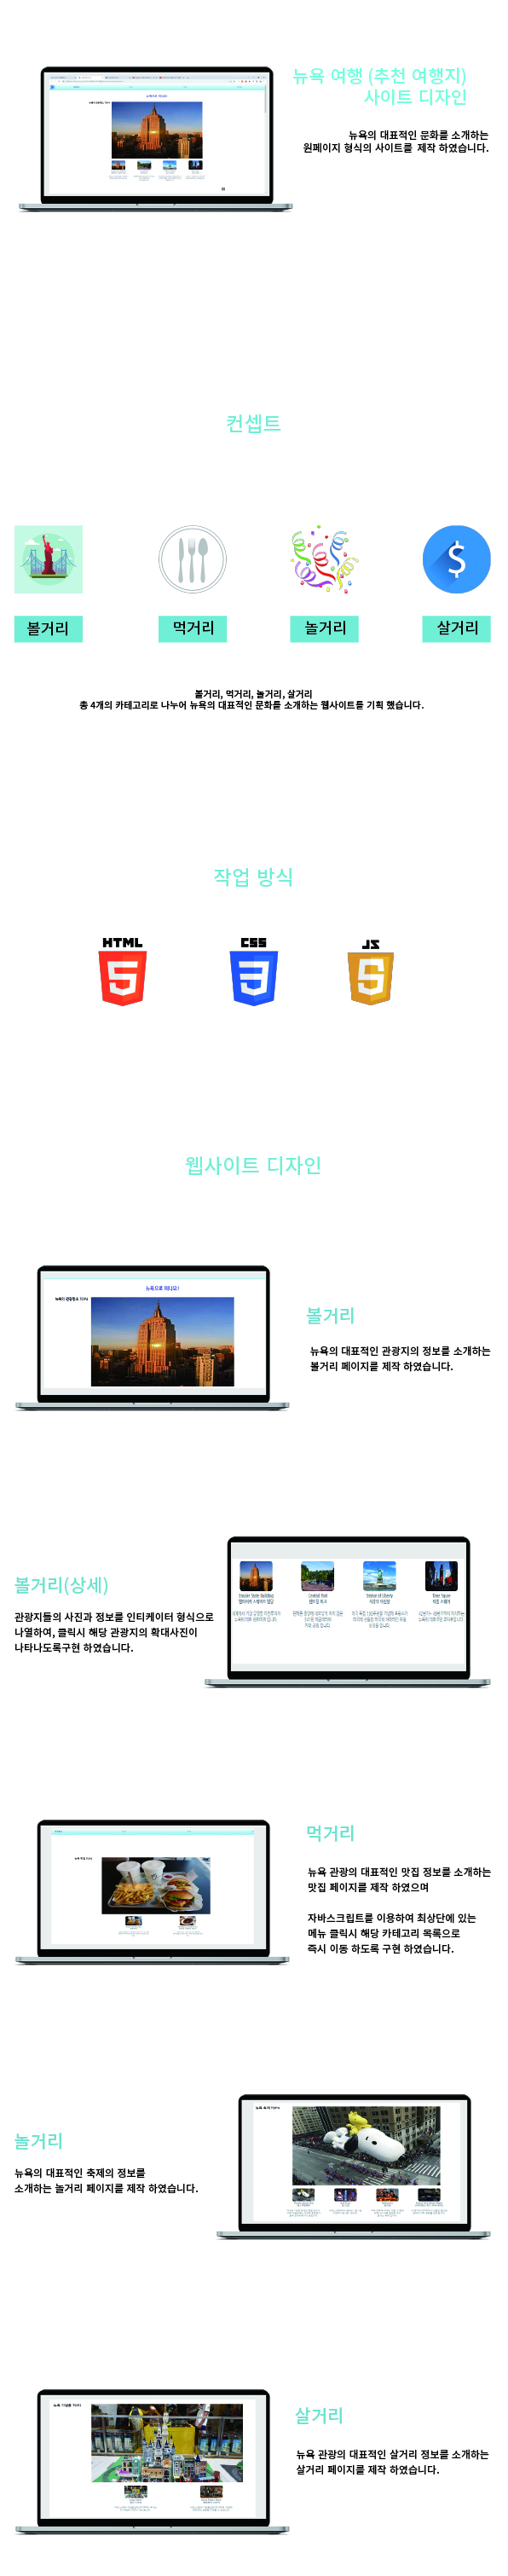 뉴욕 여행 (추천 여행지)
사이트 디자인
뉴욕의 대표적인 문화를 소개하는
원페이지 형식의 사이트를 제작 하였습니다.
컨셉트
볼거리
먹거리
놀거리
살거리
볼거리, 먹거리, 놀거리, 살거리
총 4개의 카테고리로 나누어 뉴욕의 대표적인 문화를 소개하는 웹사이트를 기획 했습니다.
작업 방식
HTML
CSS
JS
웹사이트 디자인
뉴욕으로 떠나요!
볼거리
뉴욕의 대표적인 관광지의 정보를 소개하는
볼거리 페이지를 제작 하였습니다.
볼거리(상세)
관광지들의 사진과 정보를 인티케이터 형식으로
나열하여, 클릭시 해당 관광지의 확대사진이
나타나도록구현 하였습니다.
Empire State Building
Central Park
Statue of Liberty
Time Square
먹거리
뉴욕 관광의 대표적인 맛집 정보를 소개하는
맛집 페이지를 제작 하였으며
자바스크립트를 이용하여 최상단에 있는
메뉴 클릭시 해당 카테고리 목록으로
즉시 이동 하도록 구현 하였습니다.
놀거리
뉴욕의 대표적인 축제의 정보를
소개하는 놀거리 페이지를 제작 하였습니다.
살거리
뉴욕 관광의 대표적인 살거리 정보를 소개하는
살거리 페이지를 제작 하였습니다.